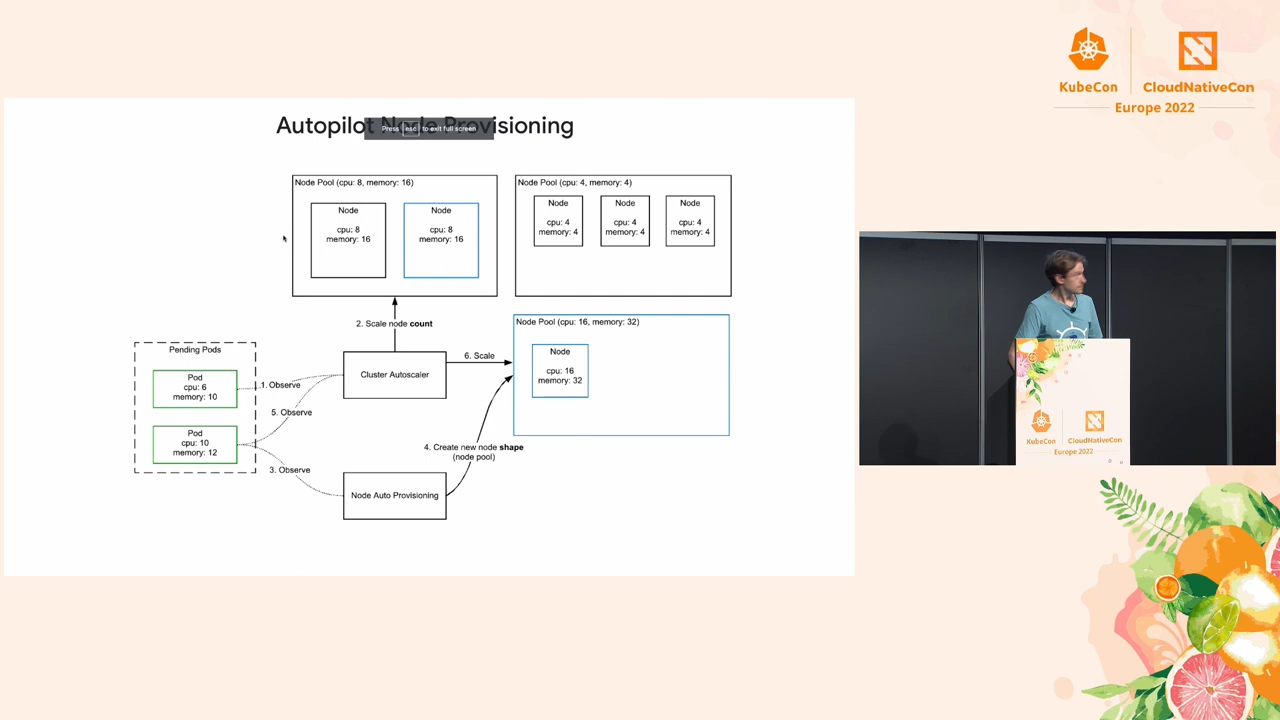 KubeCon
CloudNativeCon
Europe 2022
Autopilot Node Provisioning
Press esc to exit full screen
Node Pool (cpu: 8, memory: 16)
Node
cpu: 8
memory: 16
Node
cpu: 8
memory: 16
Node Pool (cpu: 4, memory: 4)
Node
cpu: 4
memory: 4
Node
cpu: 4
memory: 4
Node
cpu: 4
memory: 4
2. Scale node count
Node Pool (cpu: 16, memory: 32)
Node
cpu: 16
memory: 32
Pending Pods
Pod
cpu: 6
memory: 10
Pod
cpu: 10
memory: 12
1. Observe
5. Observe
3. Observe
Cluster Autoscaler
6. Scale
4. Create new node shape
(node pool)
Node Auto Provisioning
KubeCon
CloudNativeCon
Europe 2022